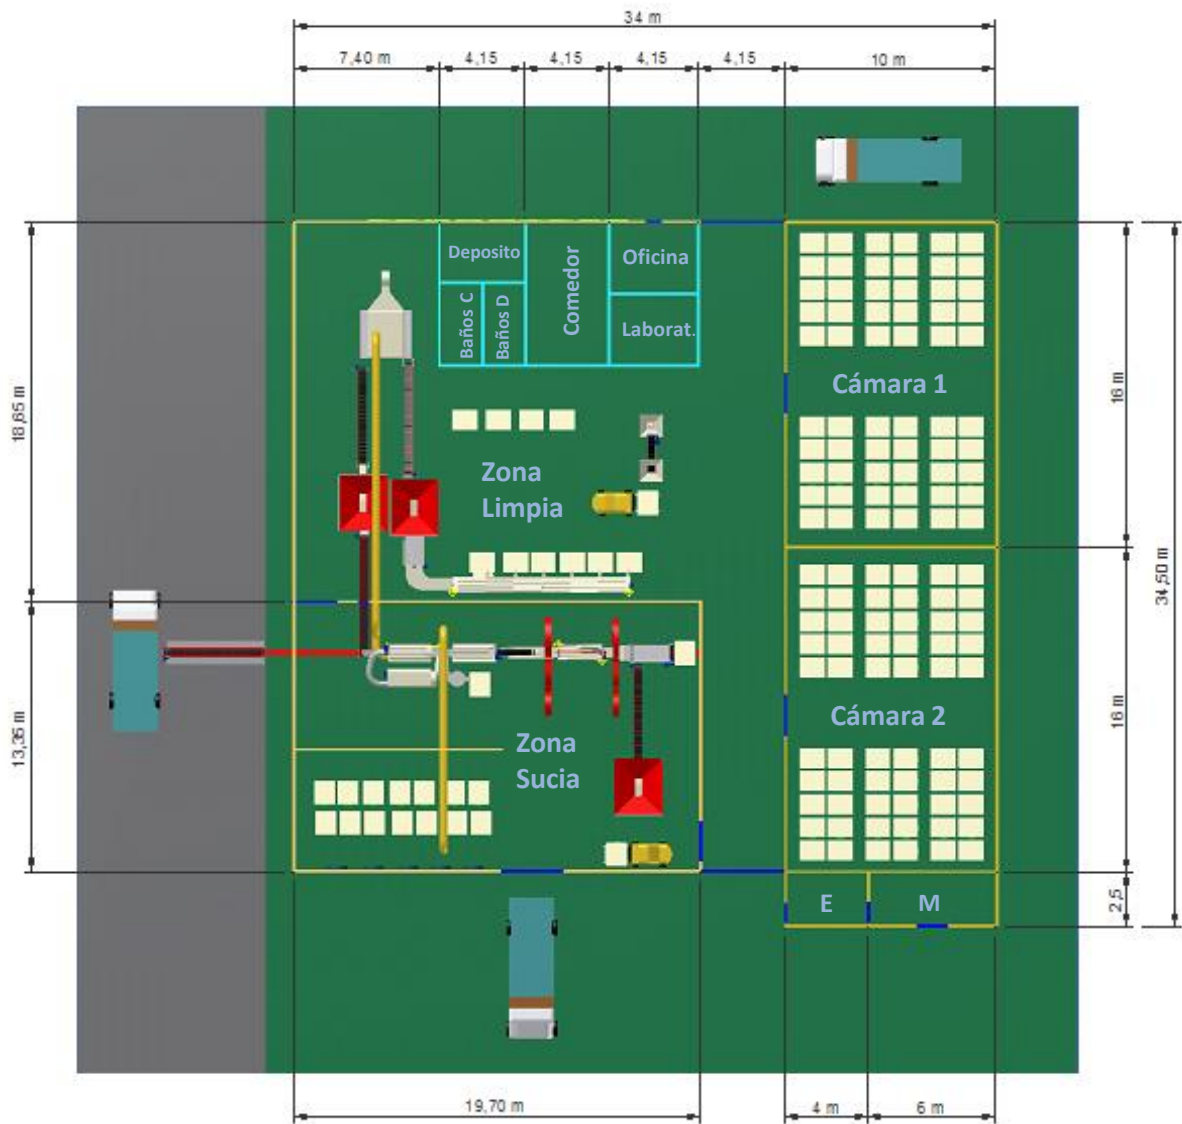 34 m
7,40 m
4,15
4,15
4,15
4,15
10 m
Deposito
Baños C
Baños D
Comedor
Oficina
Laborat.
Cámara 1
18,65 m
16 m
34,50 m
Zona
Limpia
Cámara 2
13,35 m
16 m
Zona
Sucia
E
M
2,5
19,70 m
4 m
6 m